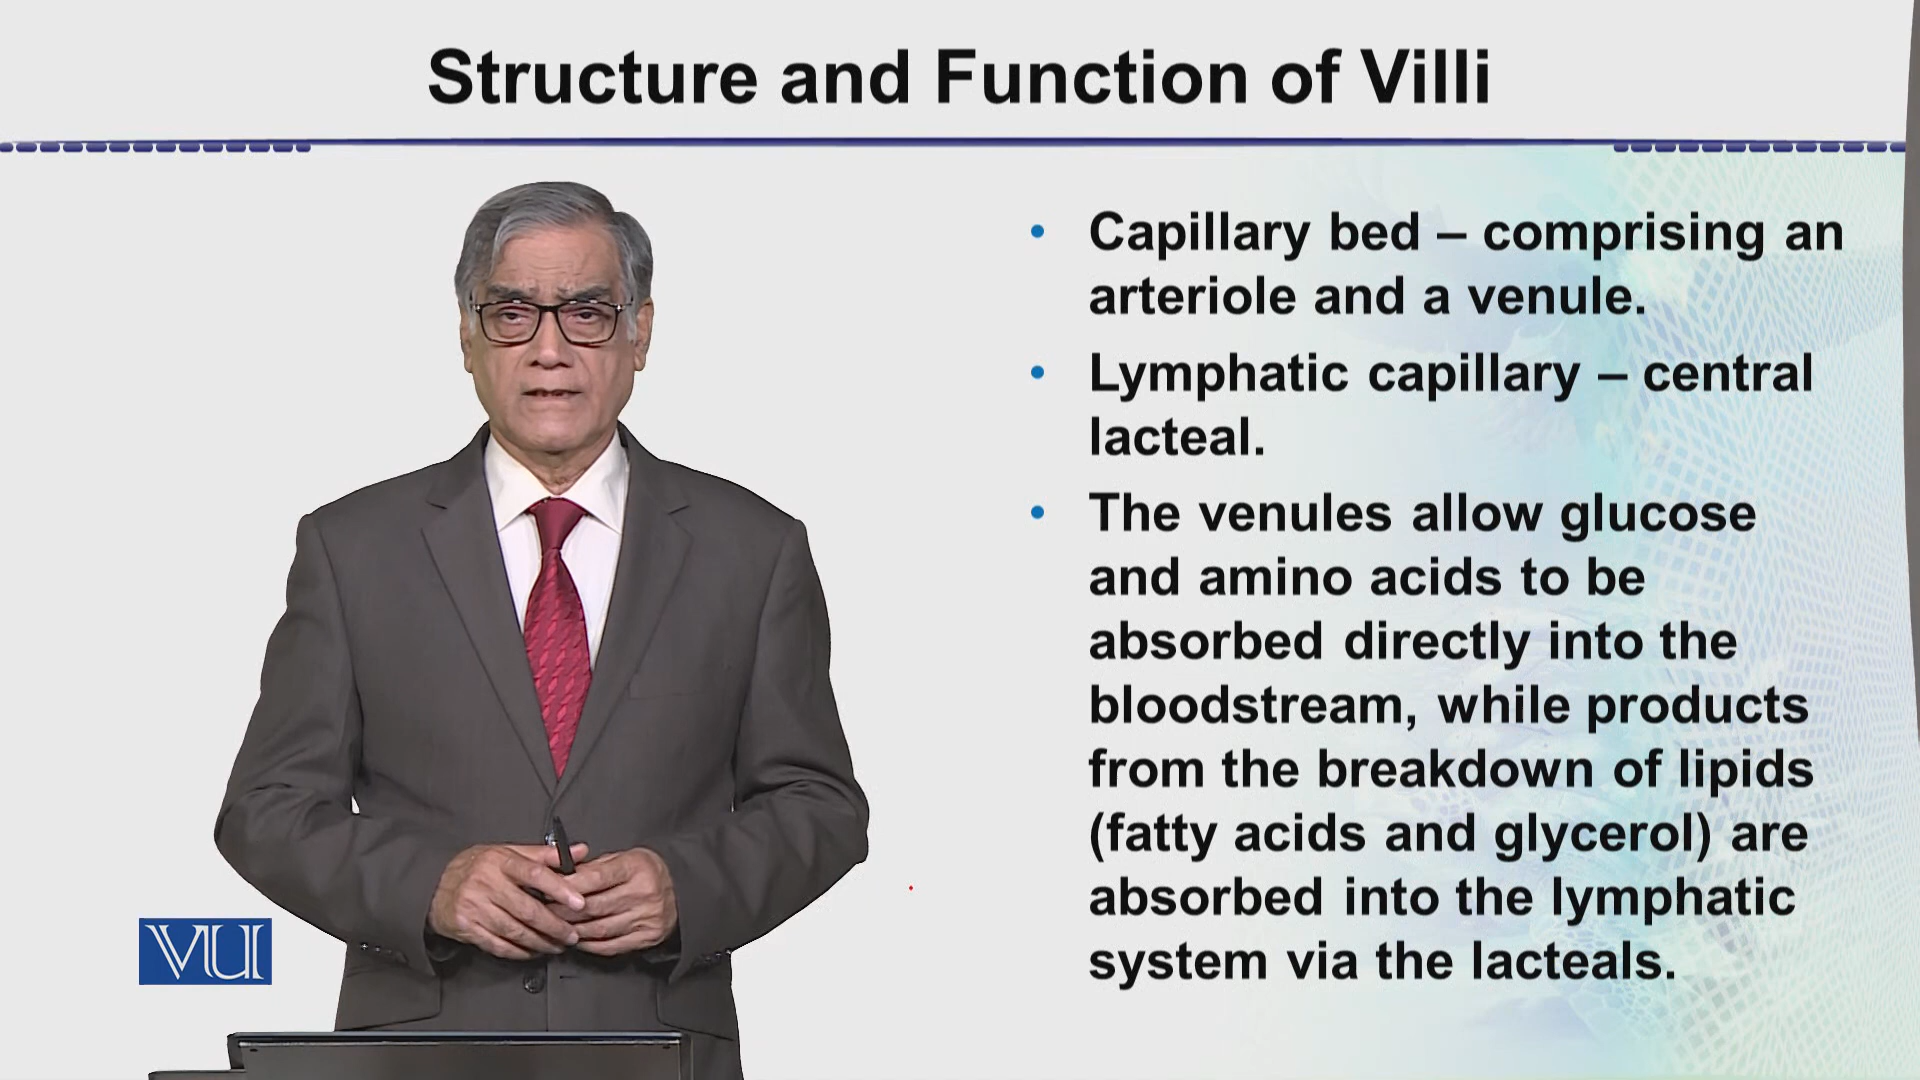 Structure and Function of Villi
• Capillary bed – comprising an
arteriole and a venule.
• Lymphatic capillary – central
lacteal.
• The venules allow glucose
and amino acids to be
absorbed directly into the
bloodstream, while products
from the breakdown of lipids
(fatty acids and glycerol) are
absorbed into the lymphatic
system via the lacteals.
VU